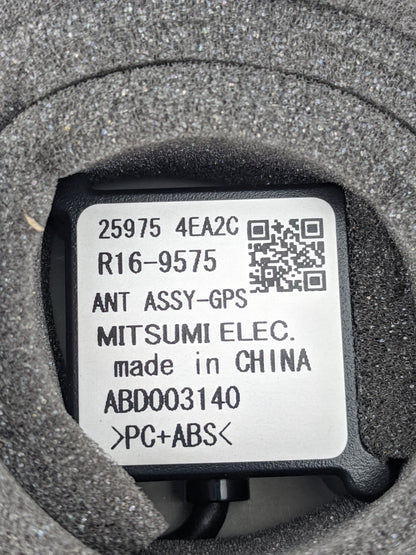 25975 4EA2C
R16-9575
ANT ASSY-GPS
MITSUMI ELEC.
made in CHINA
ABD003140
>PC+ABS<